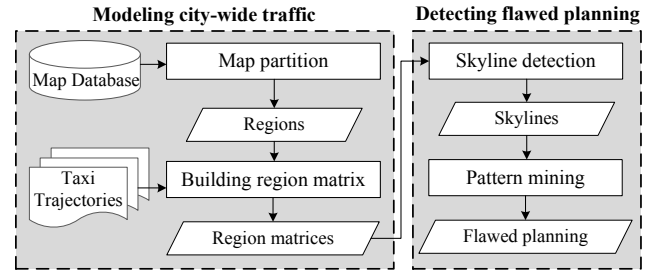 Modeling city-wide traffic
Map Database
Map partition
Regions
Taxi
Trajectories
Building region matrix
Region matrices
Detecting flawed planning
Skyline detection
Skylines
Pattern mining
Flawed planning